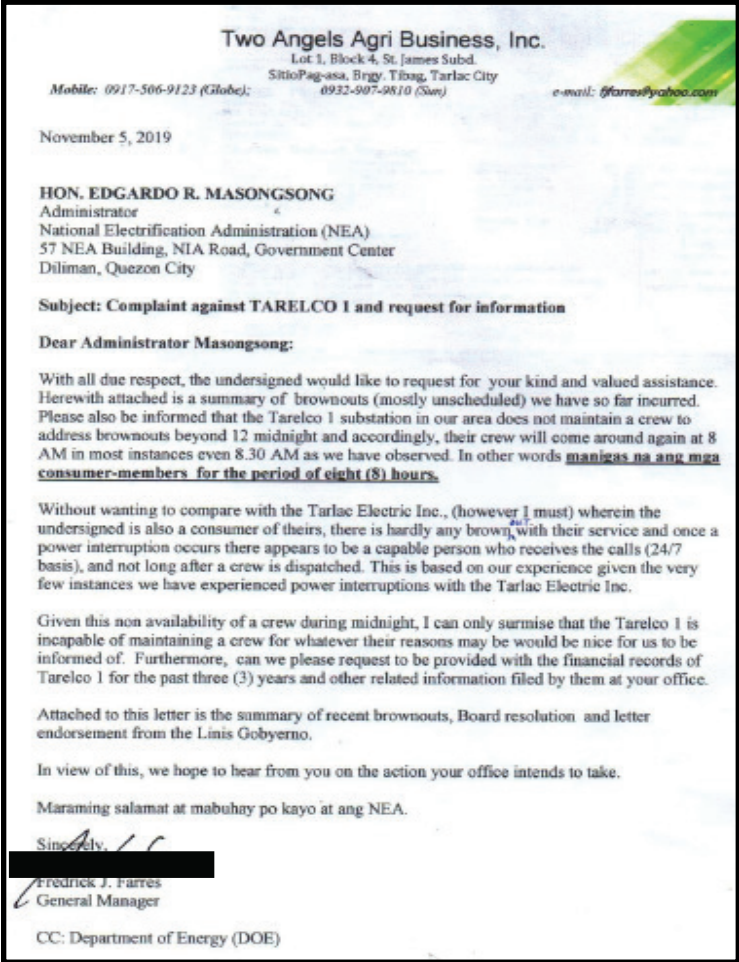 Two Angels Agri Business, Inc.
Lot 1, Block 4, St. James Subd.
SitioPag-asa, Brgy. Tibag, Tarlac City
Mobile: 0917-506-9123 (Globe); 0932-907-9810 (Sun) e-mail: fjfarres@yahoo.com
November 5, 2019
HON. EDGARDO R. MASONGSONG
Administrator
National Electrification Administration (NEA)
57 NEA Building, NIA Road, Government Center
Diliman, Quezon City
Subject: Complaint against TARELCO 1 and request for information
Dear Administrator Masongsong:
With all due respect, the undersigned would like to request for your kind and valued assistance.
Herewith attached is a summary of brownouts (mostly unscheduled) we have so far incurred.
Please also be informed that the Tarelco 1 substation in our area does not maintain a crew to
address brownouts beyond 12 midnight and accordingly, their crew will come around again at 8
AM in most instances even 8.30 AM as we have observed. In other words manigas na ang mga
consumer-members for the period of eight (8) hours.
Without wanting to compare with the Tarlac Electric Inc., (however I must) wherein the
undersigned is also a consumer of theirs, there is hardly any brown out with their service and once a
power interruption occurs there appears to be a capable person who receives the calls (24/7
basis), and not long after a crew is dispatched. This is based on our experience given the very
few instances we have experienced power interruptions with the Tarlac Electric Inc.
Given this non availability of a crew during midnight, I can only surmise that the Tarelco 1 is
incapable of maintaining a crew for whatever their reasons may be would be nice for us to be
informed of. Furthermore, can we please request to be provided with the financial records of
Tarelco 1 for the past three (3) years and other related information filed by them at your office.
Attached to this letter is the summary of recent brownouts, Board resolution and letter
endorsement from the Linis Gobyerno.
In view of this, we hope to hear from you on the action your office intends to take.
Maraming salamat at mabuhay po kayo at ang NEA.
Sincerely,
Fredrick J. Farres
General Manager
CC: Department of Energy (DOE)